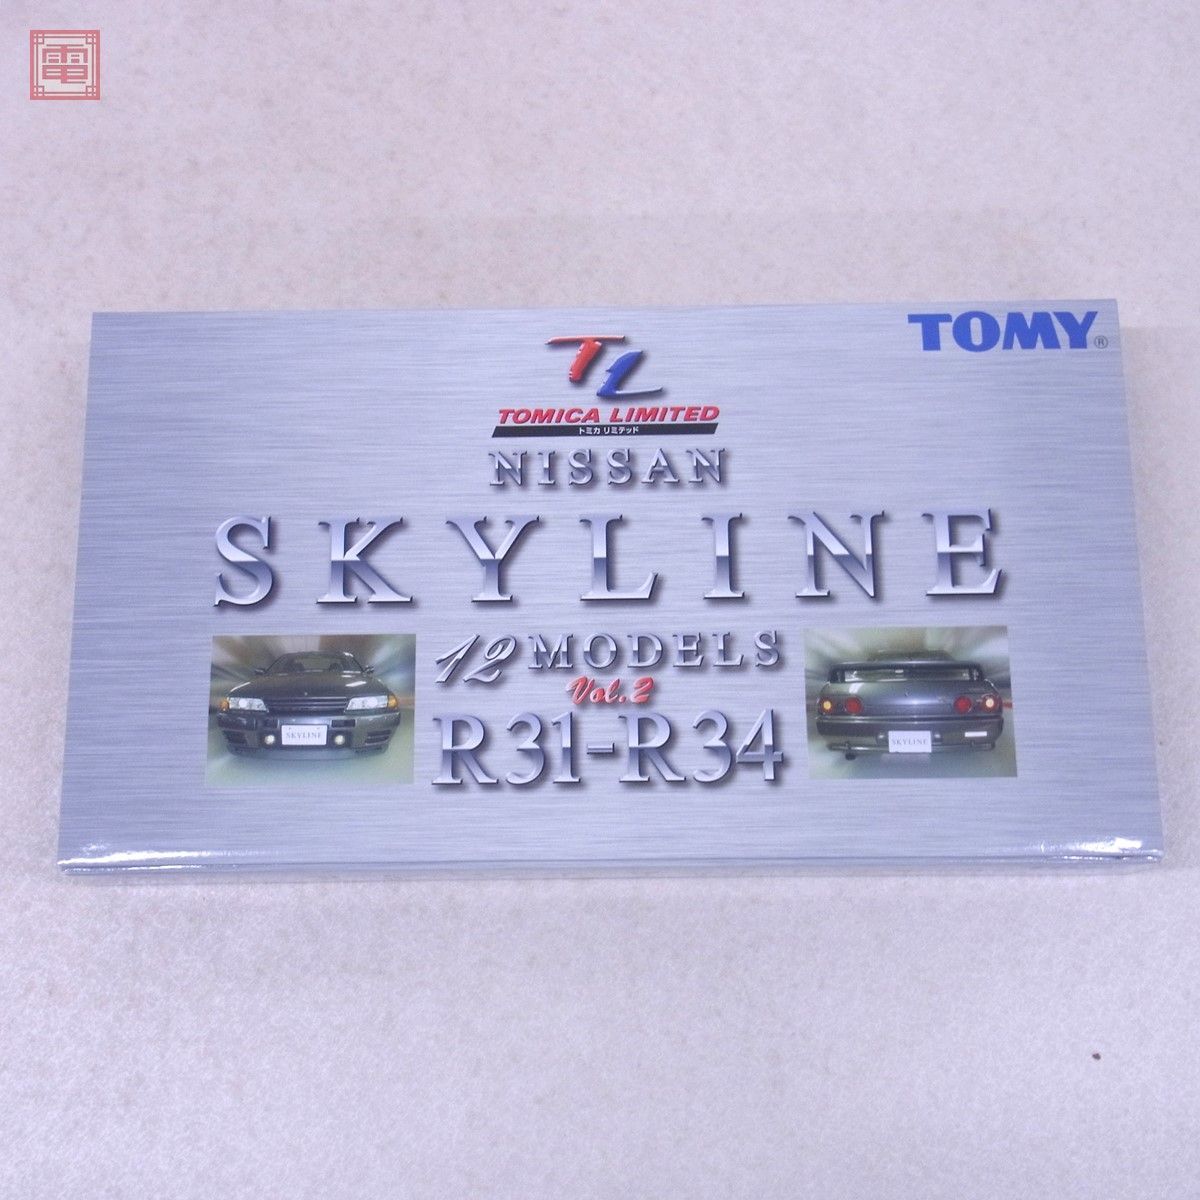 電
TOMY®
TL
TOMICA LIMITED
トミカ リミテッド
NISSAN
SKYLINE
12 MODELS
Vol.2
R31-R34
SKYLINE
SKYLINE